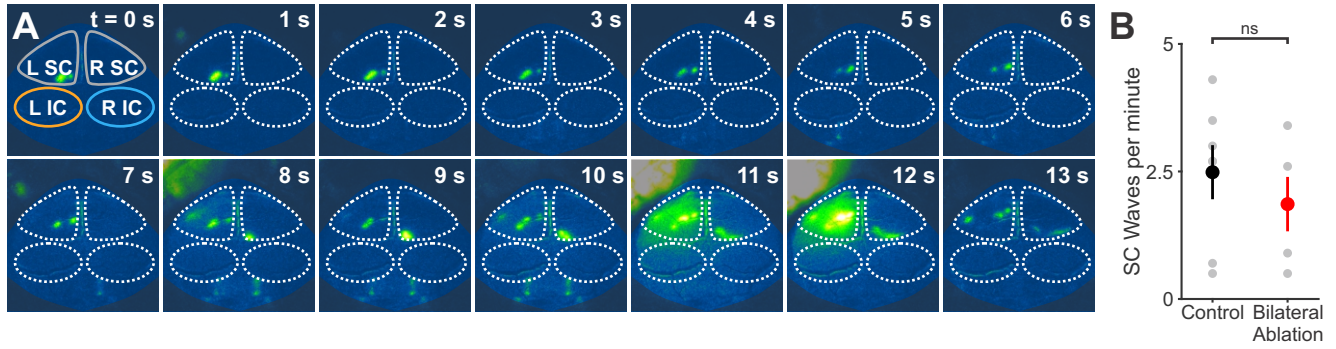 A
t = 0 s
1 s
2 s
3 s
4 s
5 s
6 s
L SC
R SC
L IC
R IC
7 s
8 s
9 s
10 s
11 s
12 s
13 s
B
ns
SC Waves per minute
5
2.5
0
Control
Bilateral
Ablation